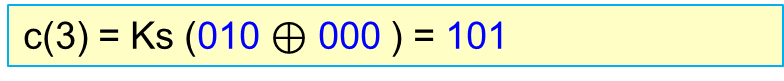 c(3) = Ks (010 ⊕ 000 ) = 101